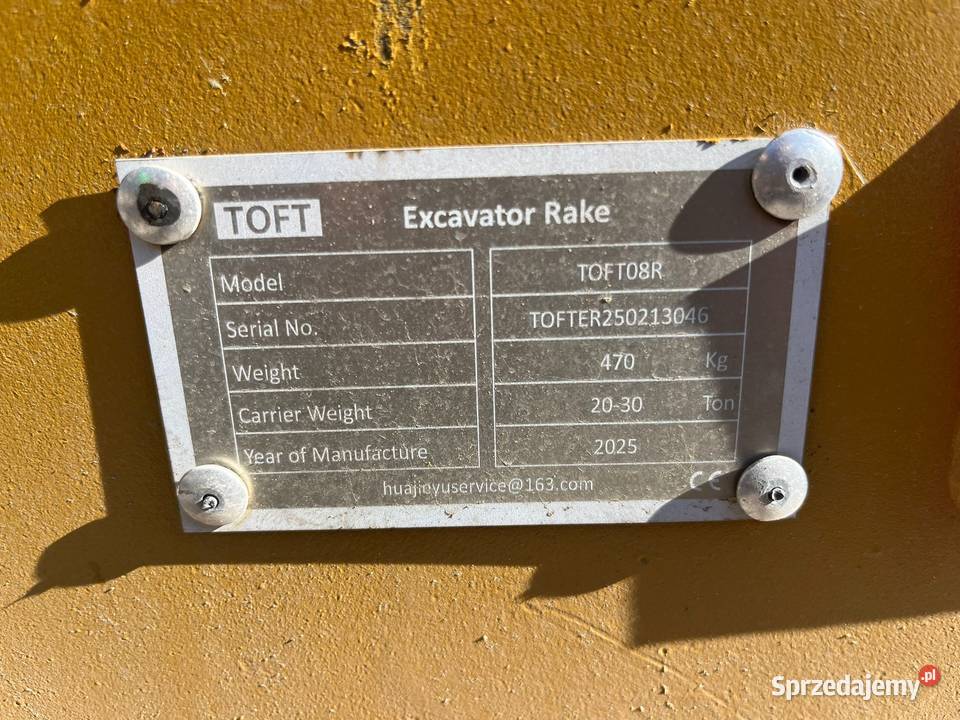 TOFT Excavator Rake
Model TOFT08R
Serial No. TOFTER250213046
Weight 470 Kg
Carrier Weight 20-30 Ton
Year of Manufacture 2025
huajieyuservice@163.com CE
Sprzedajemy.pl